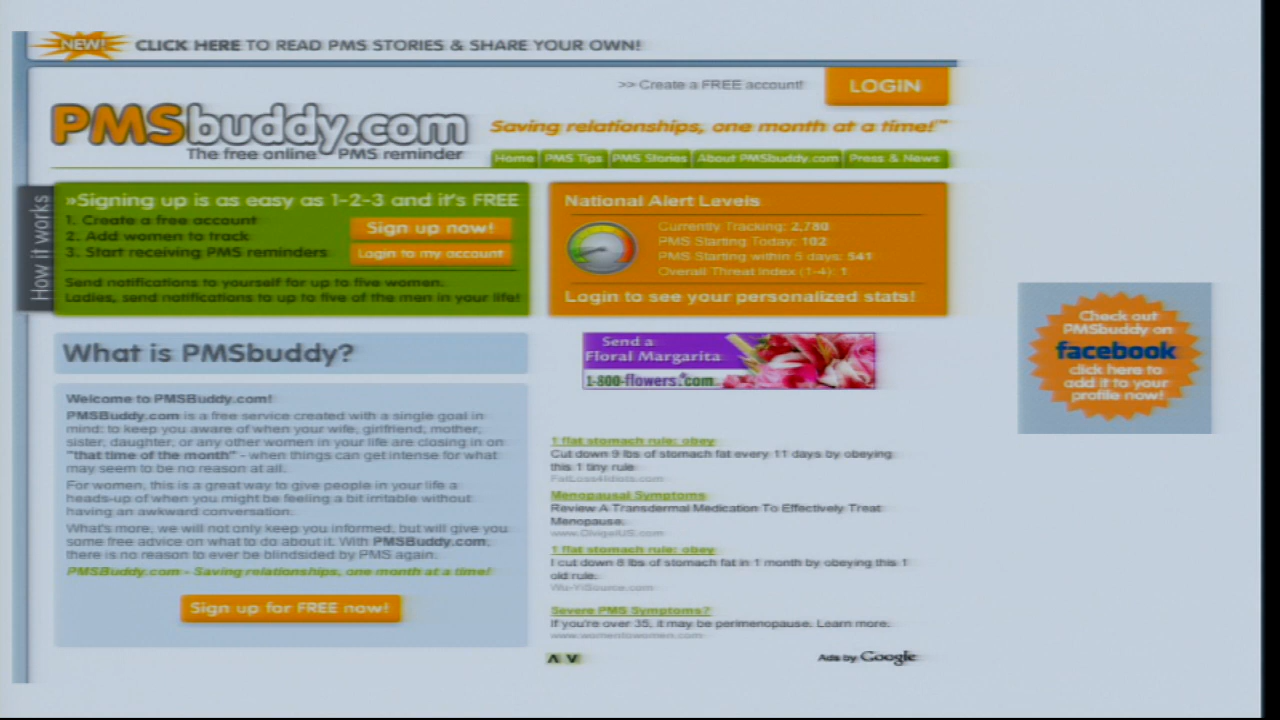 NEW! CLICK HERE TO READ PMS STORIES & SHARE YOUR OWN!
>> Create a FREE account!
LOGIN
PMSbuddy.com
The free online PMS reminder
Saving relationships, one month at a time!™
Home PMS Tips PMS Stories About PMSbuddy.com Press & News
How it works
»Signing up is as easy as 1-2-3 and it's FREE
1. Create a free account
2. Add women to track
3. Start receiving PMS reminders
Sign up now!
Login to my account
Send notifications to yourself for up to five women.
Ladies, send notifications to up to five of the men in your life!
National Alert Levels
Currently Tracking: 2,780
PMS Starting Today: 102
PMS Starting within 5 days: 541
Overall Threat Index (1-4): 1
Login to see your personalized stats!
What is PMSbuddy?
Welcome to PMSBuddy.com!
PMSBuddy.com is a free service created with a single goal in
mind: to keep you aware of when your wife, girlfriend, mother,
sister, daughter, or any other women in your life are closing in on
"that time of the month" - when things can get intense for what
may seem to be no reason at all.
For women, this is a great way to give people in your life a
heads-up of when you might be feeling a bit irritable without
having an awkward conversation.
What's more, we will not only keep you informed, but will give you
some free advice on what to do about it. With PMSBuddy.com,
there is no reason to ever be blindsided by PMS again.
PMSBuddy.com - Saving relationships, one month at a time!
Sign up for FREE now!
Send a
Floral Margarita
1-800-flowers.com
1 flat stomach rule: obey
Cut down 9 lbs of stomach fat every 11 days by obeying
this 1 tiny rule.
FatLoss4Idiots.com
Menopausal Symptoms
Review A Transdermal Medication To Effectively Treat
Menopause.
www.DivigelUS.com
1 flat stomach rule: obey
I cut down 8 lbs of stomach fat in 1 month by obeying this 1
old rule.
Wu-YiSource.com
Severe PMS Symptoms?
If you're over 35, it may be perimenopause. Learn more.
www.womentowomen.com
Ads by Google
Check out
PMSbuddy on
facebook
click here to
add it to your
profile now!